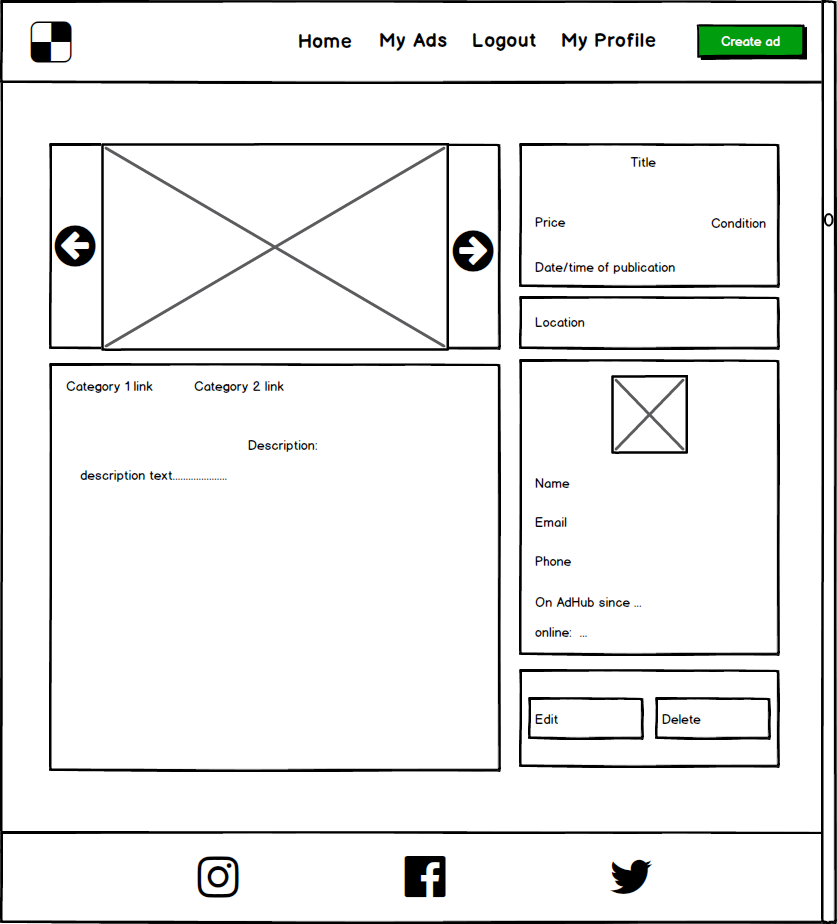 Home My Ads Logout My Profile Create ad
Title
Price Condition
Date/time of publication
Location
Category 1 link Category 2 link
Description:
description text....................
Name
Email
Phone
On AdHub since ...
online: ...
Edit Delete